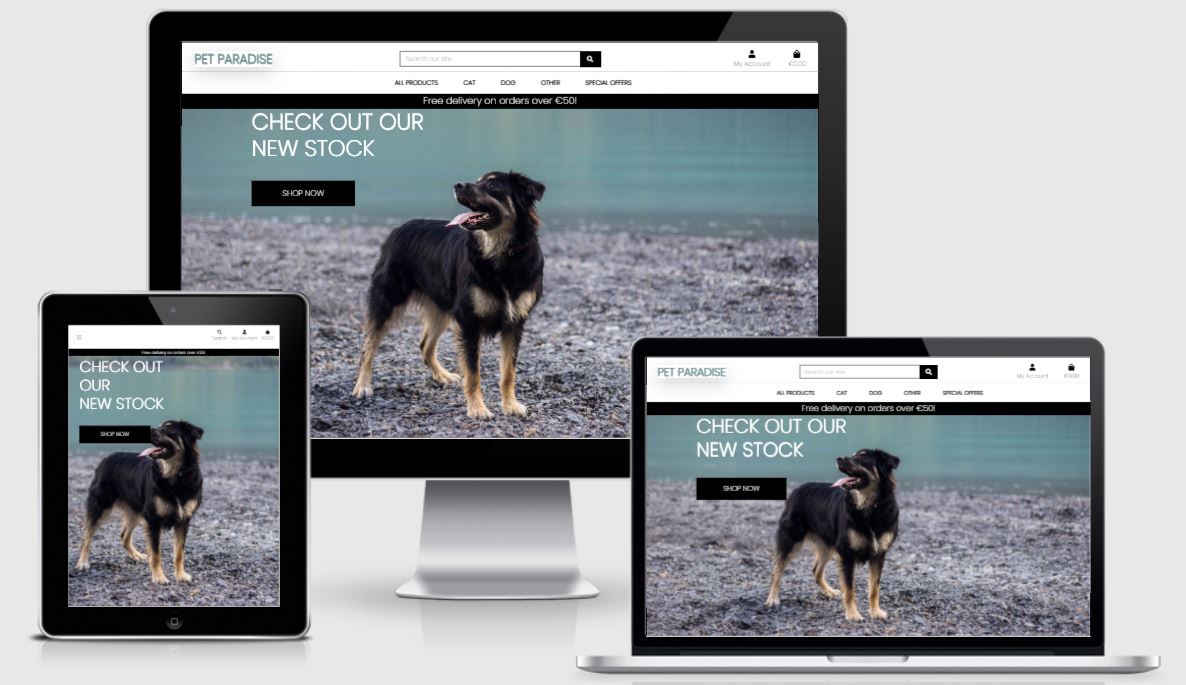 PET PARADISE
Search our site
My Account
€0.00
ALL PRODUCTS CAT DOG OTHER SPECIAL OFFERS
Free delivery on orders over €50!
CHECK OUT OUR
NEW STOCK
SHOP NOW
Search My Account €0.00
Free delivery on orders over €50!
CHECK OUT
OUR
NEW STOCK
SHOP NOW
PET PARADISE
Search our site
My Account
€0.00
ALL PRODUCTS CAT DOG OTHER SPECIAL OFFERS
Free delivery on orders over €50!
CHECK OUT OUR
NEW STOCK
SHOP NOW